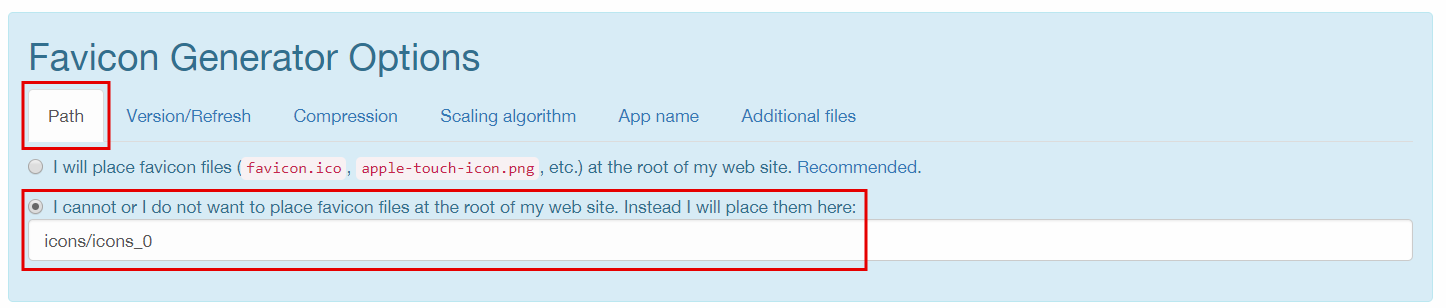 Favicon Generator Options
Path Version/Refresh Compression Scaling algorithm App name Additional files
I will place favicon files (favicon.ico, apple-touch-icon.png, etc.) at the root of my web site. Recommended.
I cannot or I do not want to place favicon files at the root of my web site. Instead I will place them here:
icons/icons_0